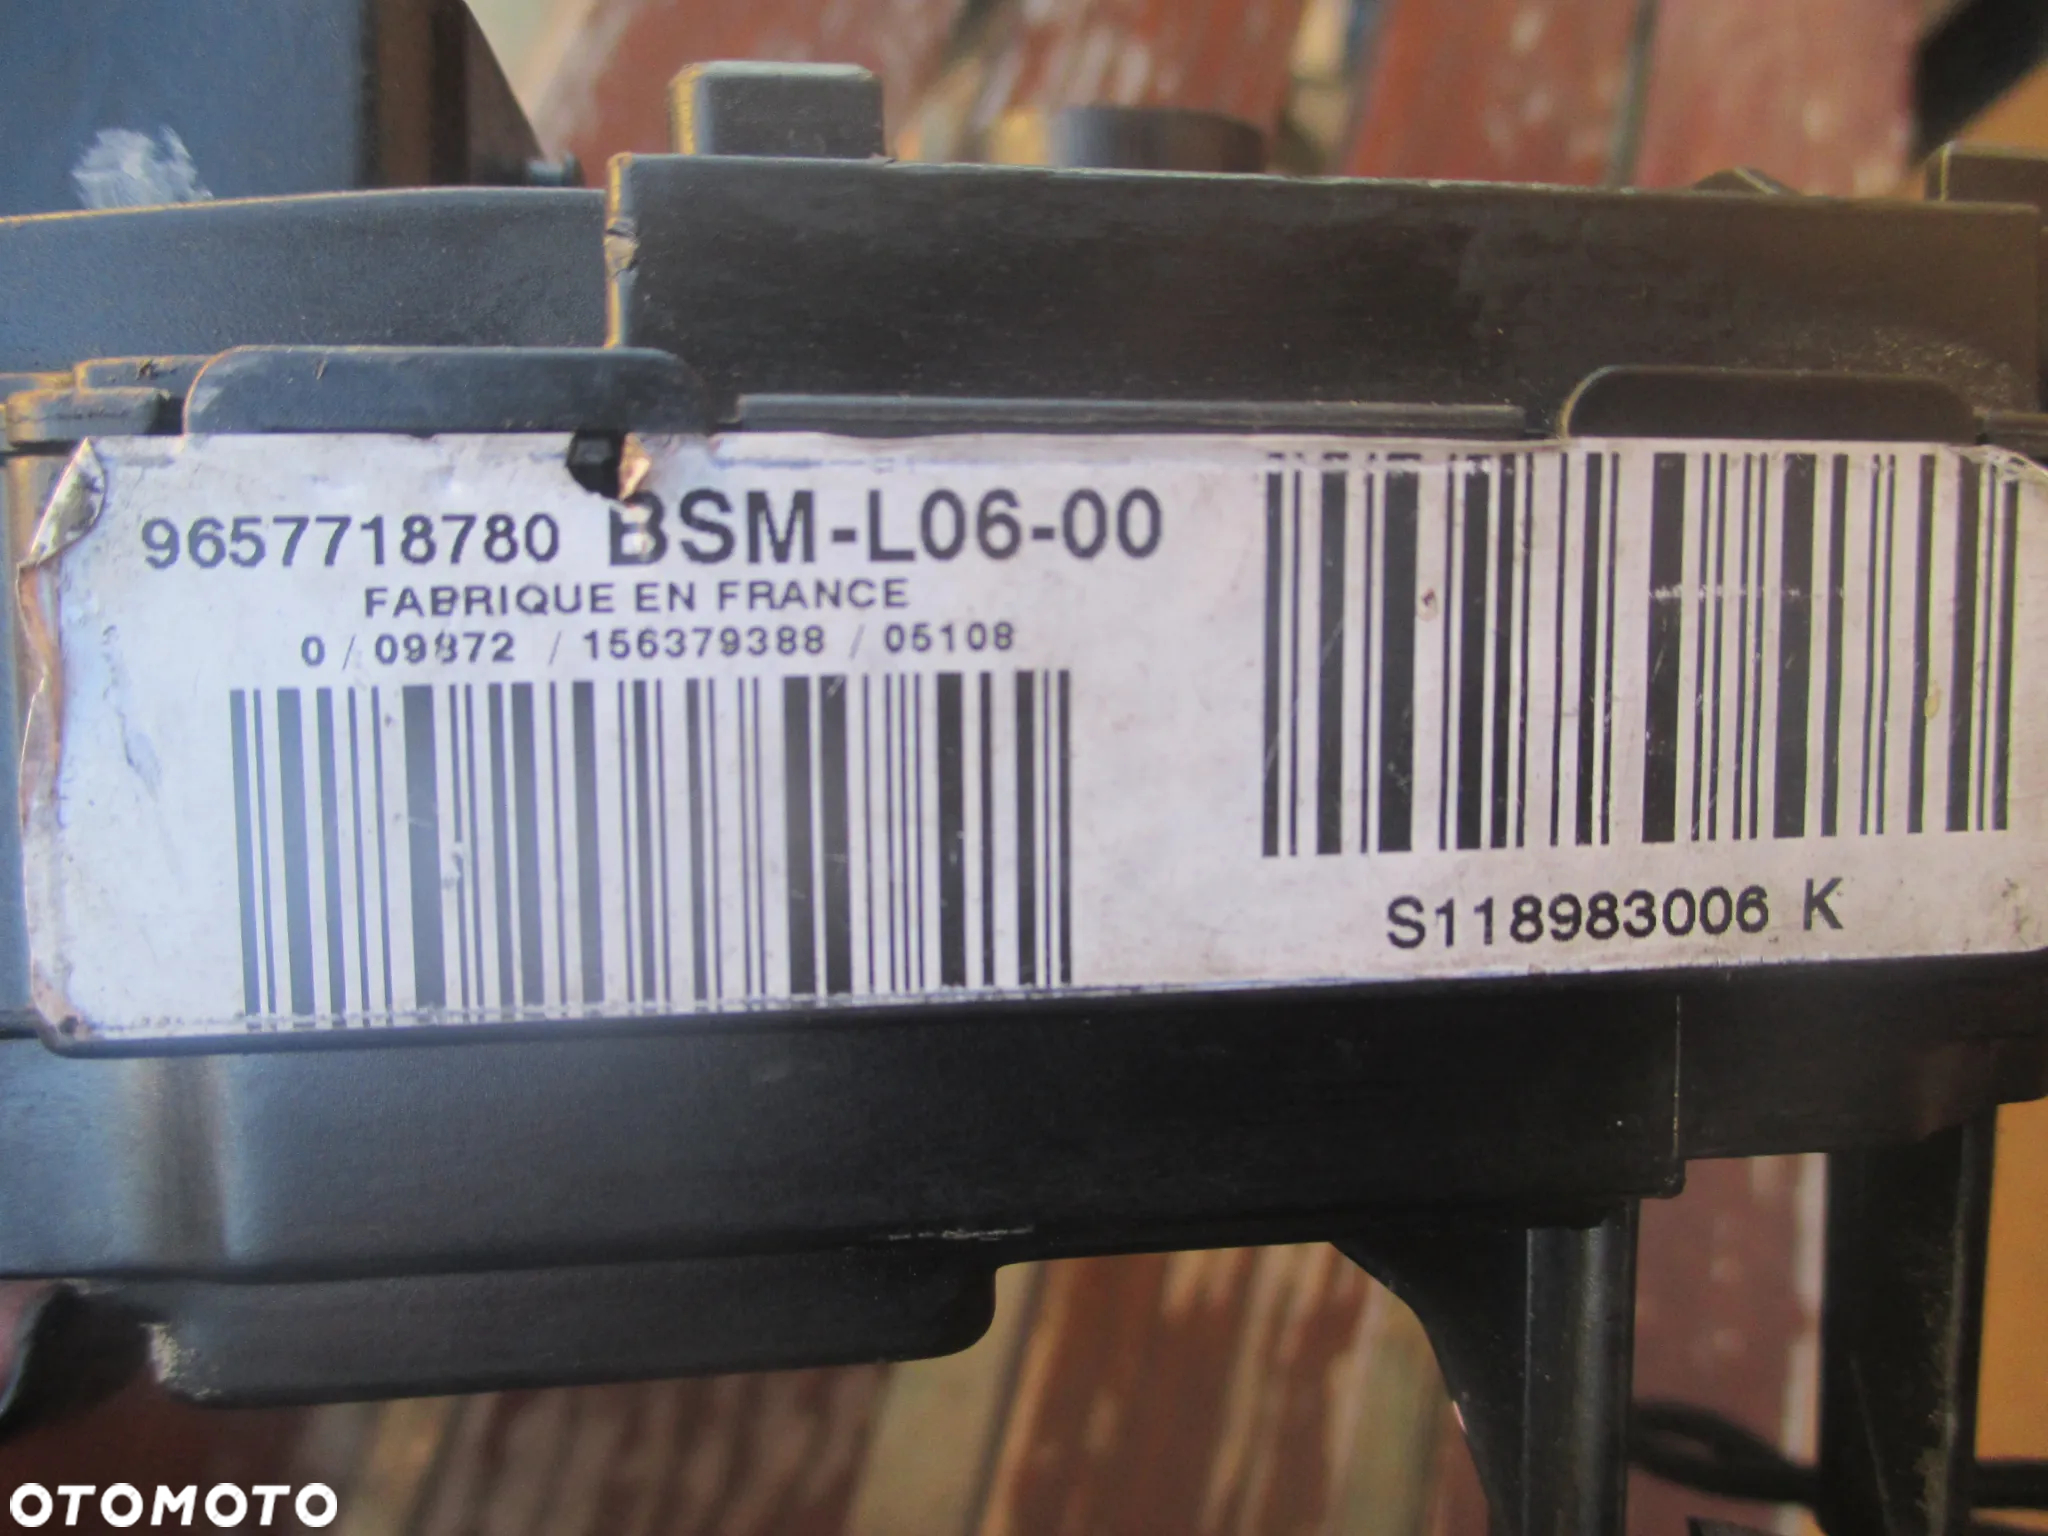 9657718780 BSM-L06-00
FABRIQUE EN FRANCE
0 / 09872 / 156379388 / 05108
S118983006 K
OTOMOTO